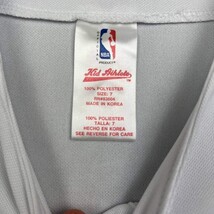 NBA
PRODUCT
Kid Athlete
100% POLYESTER
SIZE: 7
MADE IN KOREA
100% POLYESTER
TALLA: 7
HECHO EN KOREA
SEE REVERSE FOR CARE